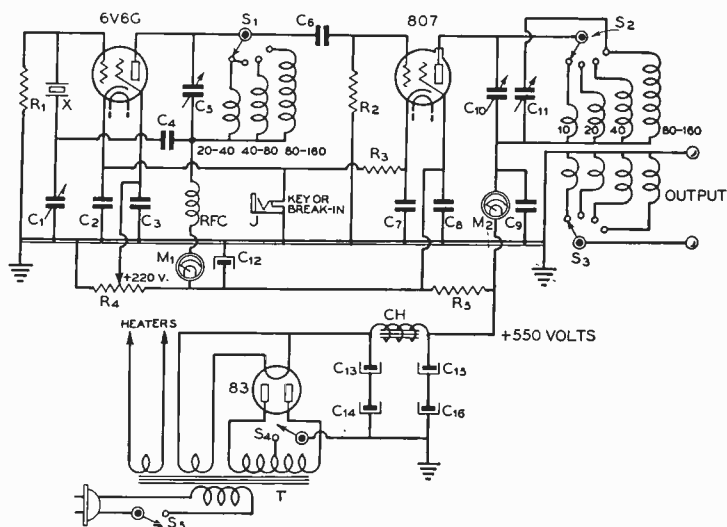 6V6G
S1
C6
807
S2
R1
X
C5
R2
C10
C11
C4
10
20
40
80-160
20-40
40-80
80-160
R3
C1
C2
C3
RFC
J
KEY OR
BREAK-IN
C7
C8
M2
C9
OUTPUT
S3
M1
C12
+220 V.
R4
R5
HEATERS
CH
+550 VOLTS
83
C13
C15
C14
C16
S4
T
S5